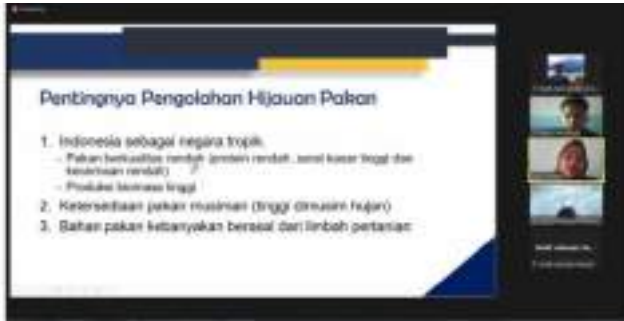 Pentingnya Pengolahan Hijauan Pakan
1. Indonesia sebagai negara tropik
- Pakan berkualitas rendah (protein rendah, serat kasar tinggi dan
kecernaan rendah)
- Produksi biomasa tinggi
2. Ketersediaan pakan musiman (tinggi dimusim hujan)
3. Bahan pakan kebanyakan berasal dari limbah pertanian